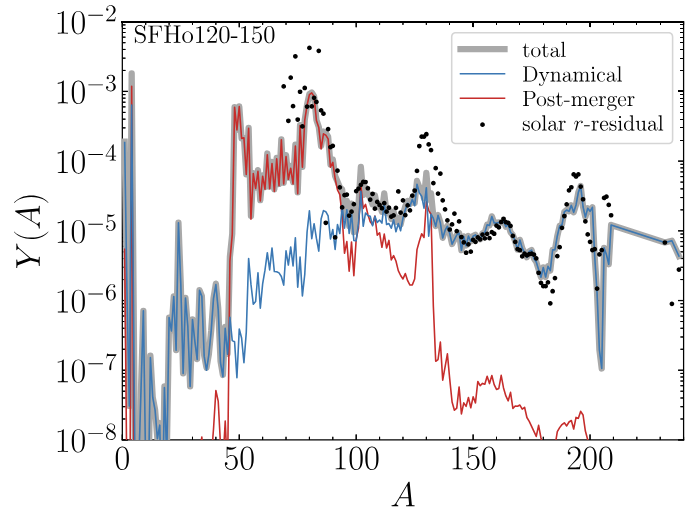 SFHo120-150
total
Dynamical
Post-merger
solar r-residual
10⁻²
10⁻³
10⁻⁴
10⁻⁵
10⁻⁶
10⁻⁷
10⁻⁸
Y(A)
0 50 100 150 200
A